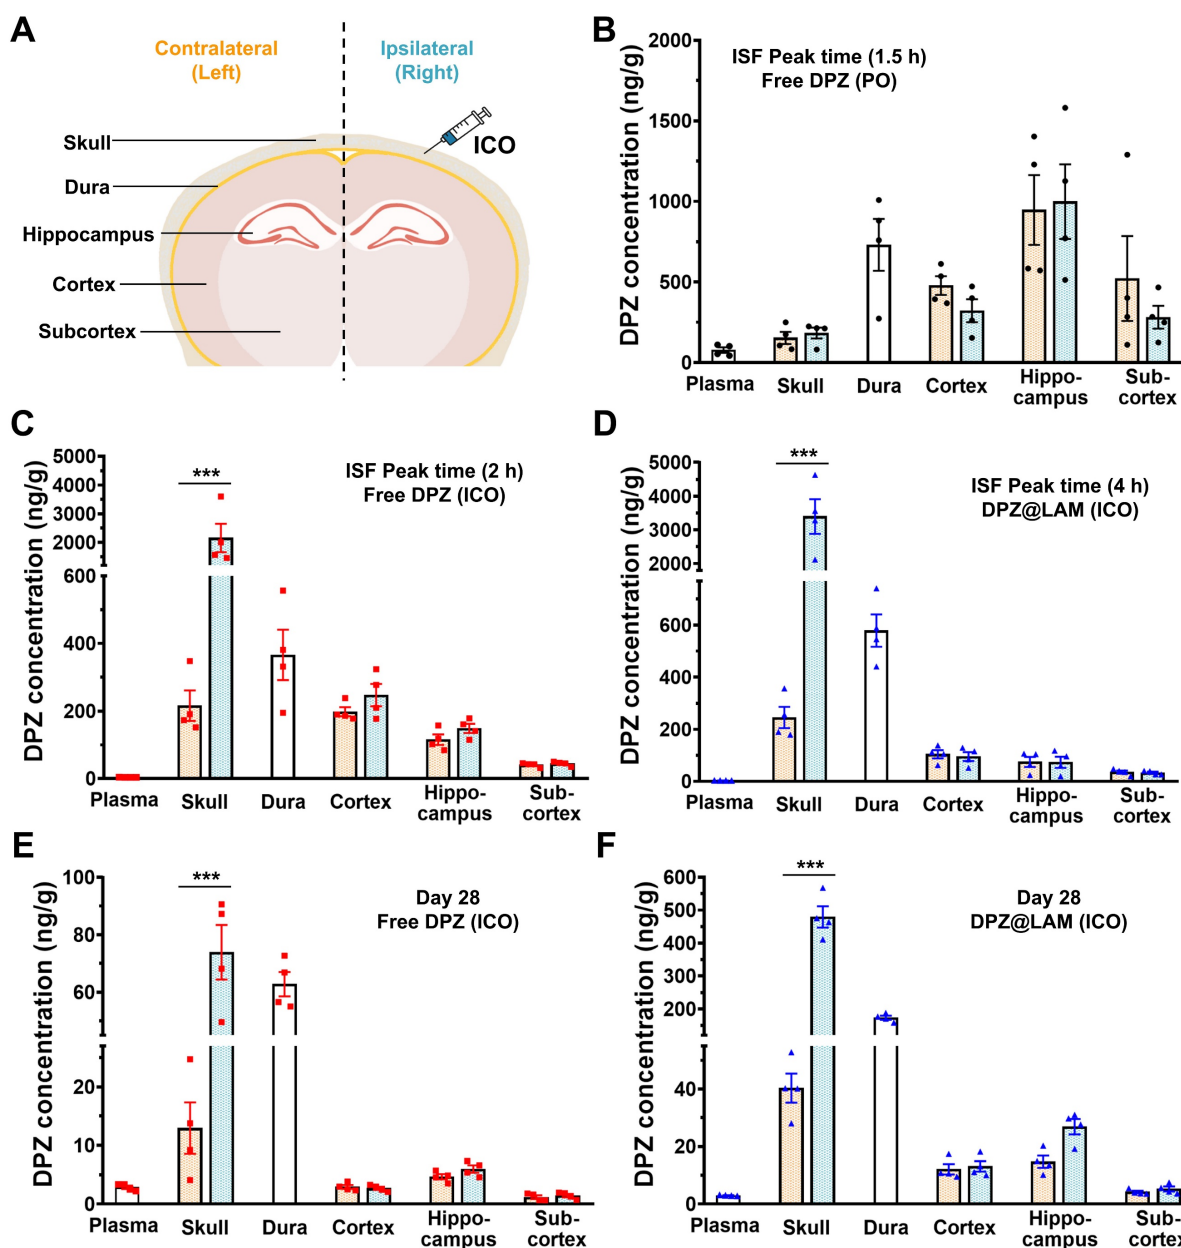 A
Contralateral
(Left)
Ipsilateral
(Right)
ICO
Skull
Dura
Hippocampus
Cortex
Subcortex
B
ISF Peak time (1.5 h)
Free DPZ (PO)
DPZ concentration (ng/g)
2000
1500
1000
500
0
Plasma
Skull
Dura
Cortex
Hippo-
campus
Sub-
cortex
C
ISF Peak time (2 h)
Free DPZ (ICO)
***
DPZ concentration (ng/g)
5000
4000
3000
2000
600
400
200
0
Plasma
Skull
Dura
Cortex
Hippo-
campus
Sub-
cortex
D
ISF Peak time (4 h)
DPZ@LAM (ICO)
***
DPZ concentration (ng/g)
5000
4000
3000
2000
600
400
200
0
Plasma
Skull
Dura
Cortex
Hippo-
campus
Sub-
cortex
E
Day 28
Free DPZ (ICO)
***
DPZ concentration (ng/g)
100
80
60
20
10
0
Plasma
Skull
Dura
Cortex
Hippo-
campus
Sub-
cortex
F
Day 28
DPZ@LAM (ICO)
***
DPZ concentration (ng/g)
600
500
400
300
200
40
20
0
Plasma
Skull
Dura
Cortex
Hippo-
campus
Sub-
cortex